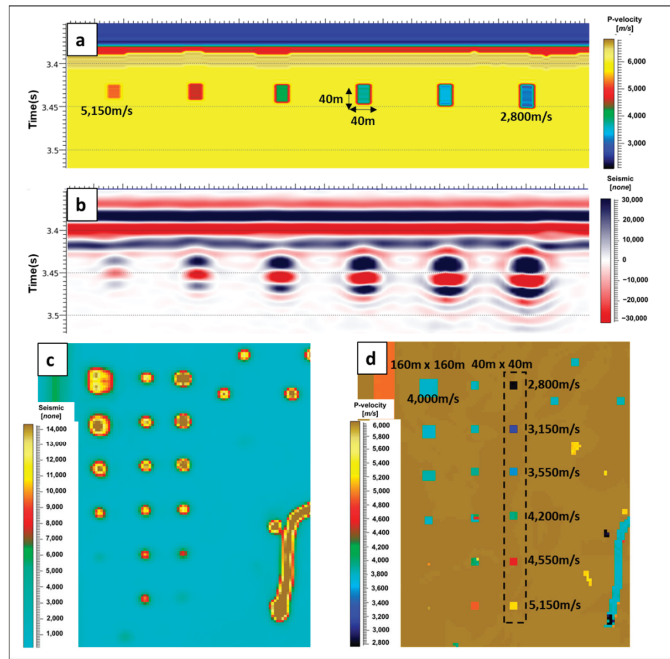 a
P-velocity
[m/s]
Time(s)
3.4
3.45
3.5
5,150m/s
40m
40m
2,800m/s
6,000
5,000
4,000
3,000
b
Seismic
[none]
Time(s)
3.4
3.45
3.5
30,000
20,000
10,000
0
−10,000
−20,000
−30,000
c
Seismic
[none]
14,000
13,000
12,000
11,000
10,000
9,000
8,000
7,000
6,000
5,000
4,000
3,000
2,000
1,000
d
160m x 160m 40m x 40m
4,000m/s
2,800m/s
3,150m/s
3,550m/s
4,200m/s
4,550m/s
5,150m/s
P-velocity
[m/s]
6,000
5,800
5,600
5,400
5,200
5,000
4,800
4,600
4,400
4,200
4,000
3,800
3,600
3,400
3,200
3,000
2,800